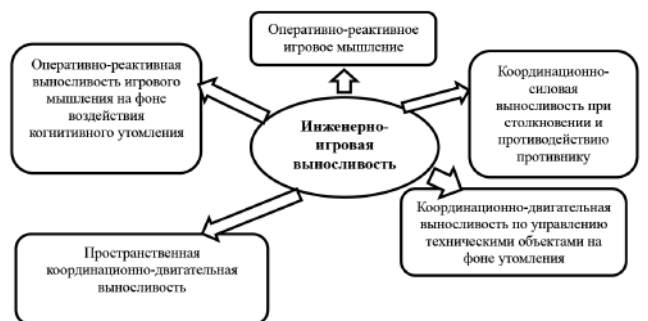 Оперативно-реактивное
игровое мышление
Оперативно-реактивная
выносливость игрового
мышления на фоне
воздействия
когнитивного утомления
Координационно-
силовая
выносливость при
столкновении и
противодействию
противнику
Инженерно-
игровая
выносливость
Координационно-двигательная
выносливость по управлению
техническими объектами на
фоне утомления
Пространственная
координационно-двигательная
выносливость